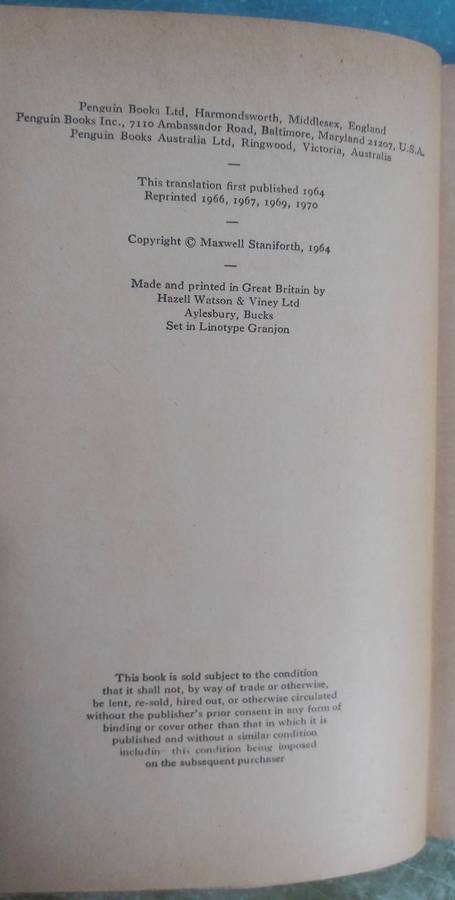 Penguin Books Ltd, Harmondsworth, Middlesex, England
Penguin Books Inc., 7110 Ambassador Road, Baltimore, Maryland 21207, U.S.A.
Penguin Books Australia Ltd, Ringwood, Victoria, Australia
—
This translation first published 1964
Reprinted 1966, 1967, 1969, 1970
—
Copyright © Maxwell Staniforth, 1964
—
Made and printed in Great Britain by
Hazell Watson & Viney Ltd
Aylesbury, Bucks
Set in Linotype Granjon
This book is sold subject to the condition
that it shall not, by way of trade or otherwise,
be lent, re-sold, hired out, or otherwise circulated
without the publisher's prior consent in any form of
binding or cover other than that in which it is
published and without a similar condition
includin this condition being imposed
on the subsequent purchaser